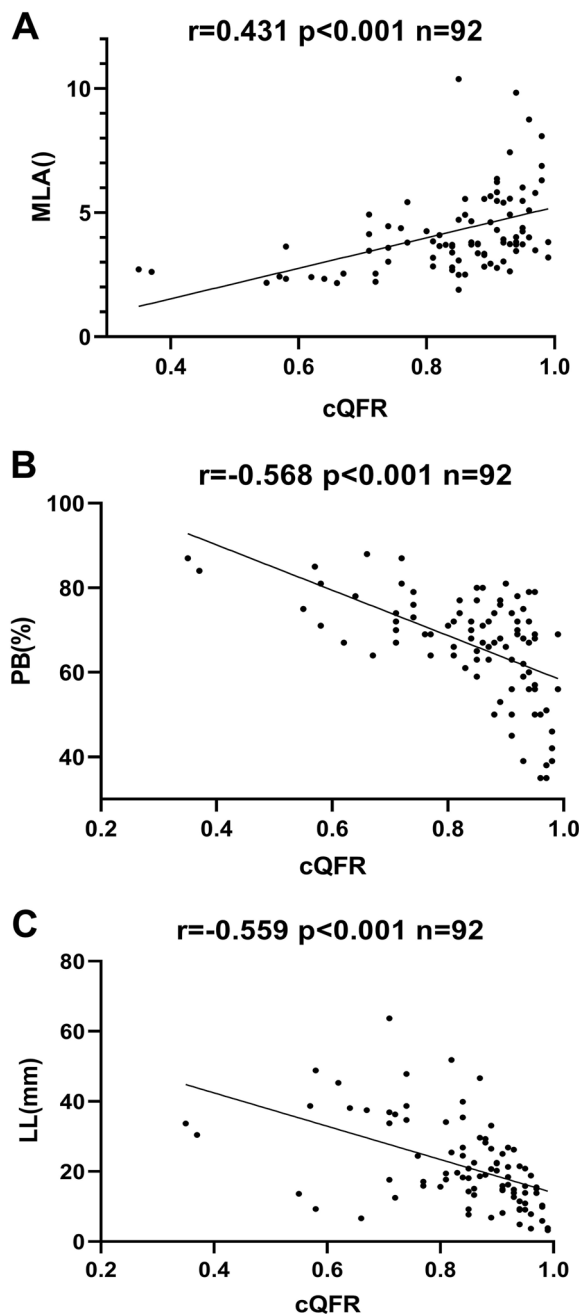 A
r=0.431 p<0.001 n=92
10
5
0
MLA()
0.4 0.6 0.8 1.0
cQFR
B
r=-0.568 p<0.001 n=92
100
80
60
40
PB(%)
0.2 0.4 0.6 0.8 1.0
cQFR
C
r=-0.559 p<0.001 n=92
80
60
40
20
0
LL(mm)
0.2 0.4 0.6 0.8 1.0
cQFR